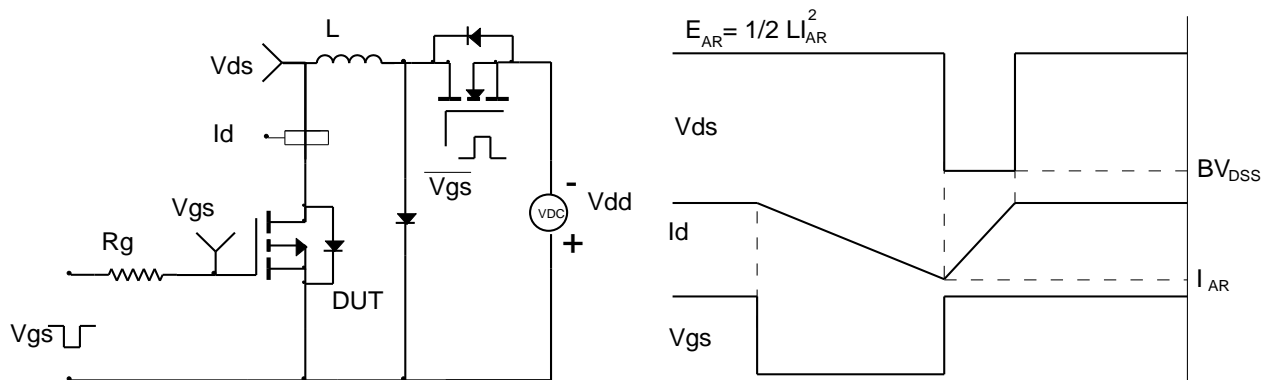 L
Vds
Id
Vgs
Vgs
Rg
DUT
Vgs
VDC
-
+
Vdd
E_AR = 1/2 LI_AR^2
Vds
BV_DSS
Id
I_AR
Vgs